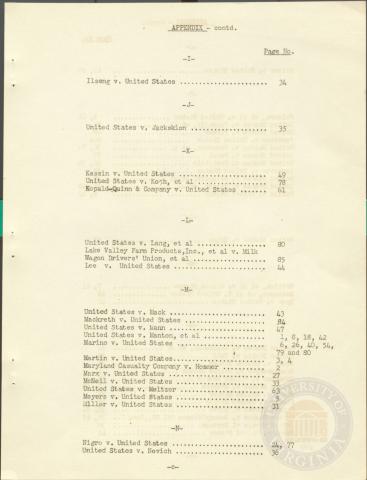 APPENDIX - contd.
Page No.
-I-
Ilseng v. United States ...................... 34
-J-
United States v. Jackskion ................... 35
-K-
Kassin v. United States ...................... 49
United States v. Koch, et al ................. 78
Kopald-Quinn & Company v. United States ...... 61
-L-
United States v. Lang, et al ................. 80
Lake Valley Farm Products,Inc., et al v. Milk
Wagon Drivers' Union, et al .................. 85
Lee v. United States ....................... 44
-M-
United States v. Mack ........................ 43
Mackreth v. United States .................... 84
United States v. Mann ........................ 47
United States v. Manton, et al ............... 1, 8, 18, 42
Marino v. United States ...................... 6, 26, 40, 54,
79 and 80
Martin v. United States....................... 3, 4
Maryland Casualty Company v. Hosmer .......... 2
Marx v. United States ........................ 27
McNeil v. United States ...................... 33
United States v. Meltzer ..................... 63
Meyers v. United States ...................... 9
Miller v. United States ...................... 31
-N-
Nigro v. United States ....................... 24, 77
United States v. Novich ...................... 36
-c-